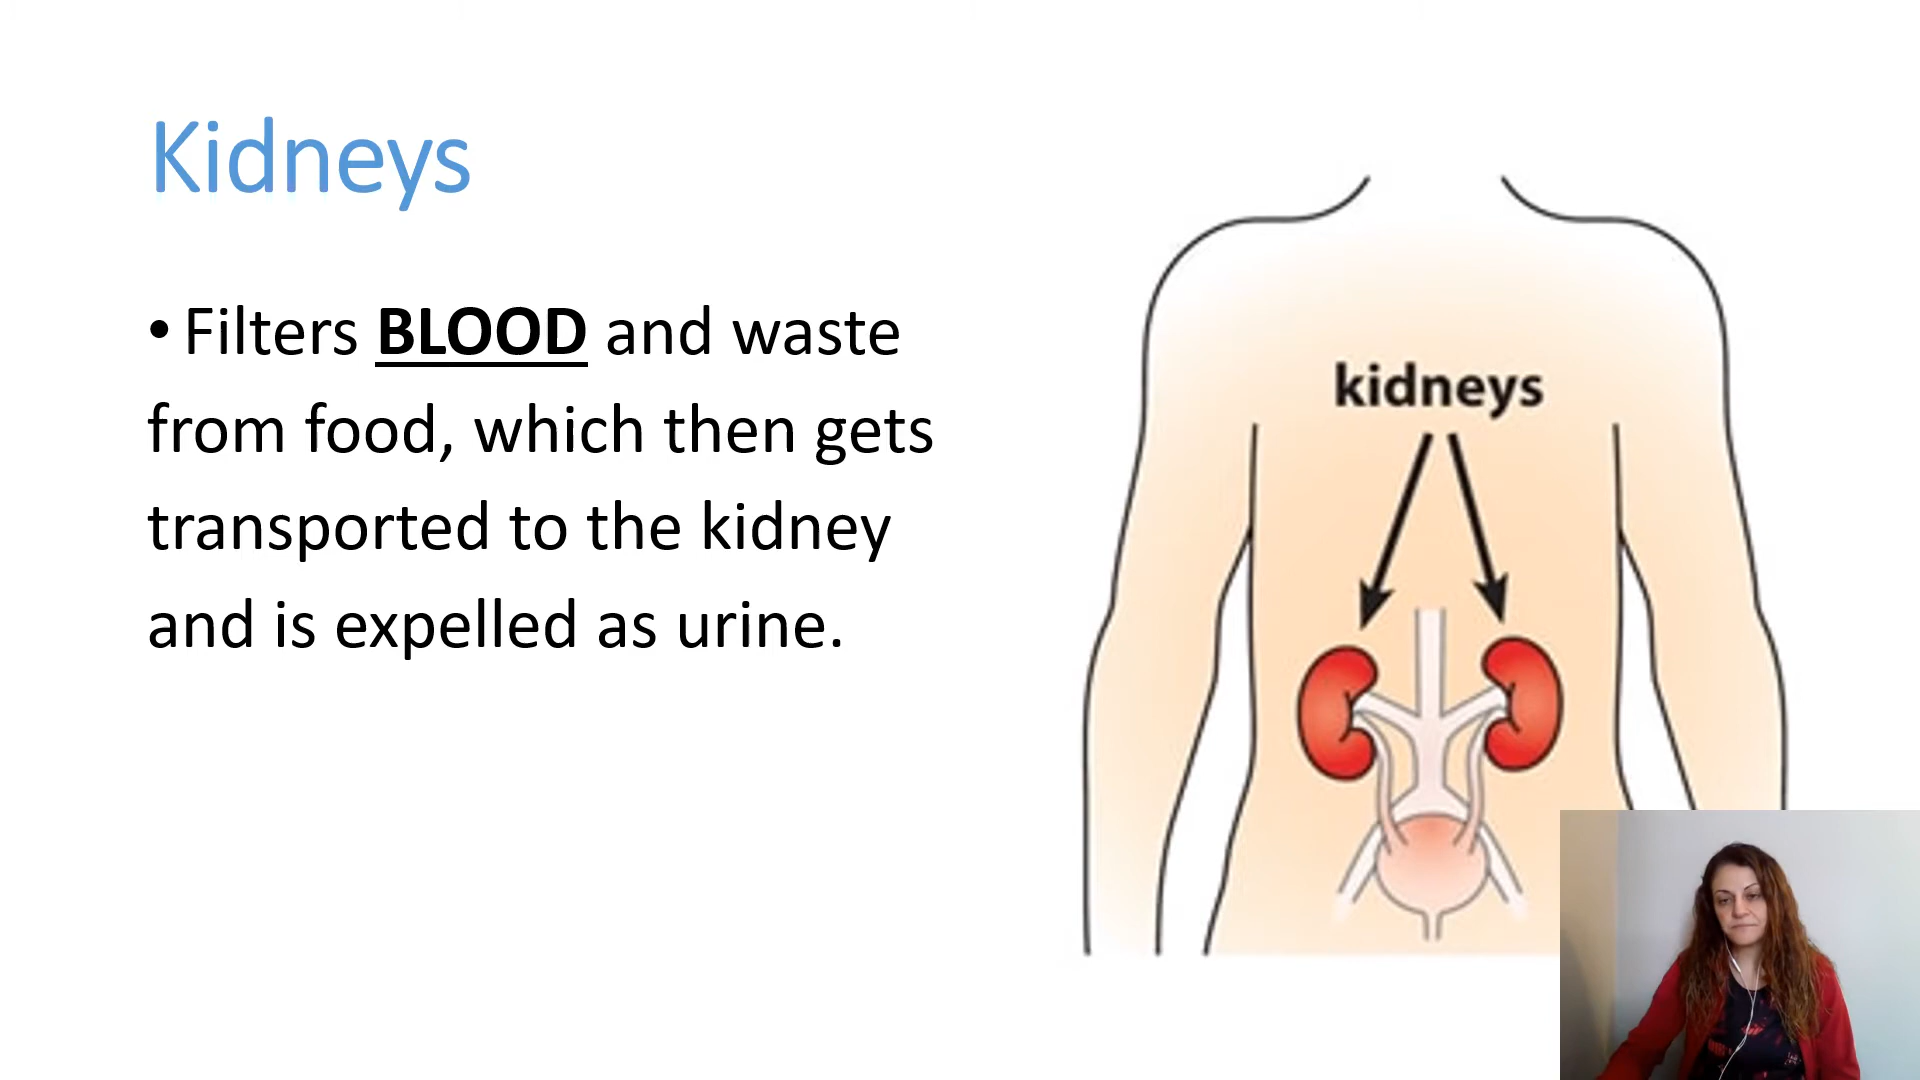 Kidneys
• Filters BLOOD and waste
from food, which then gets
transported to the kidney
and is expelled as urine.
kidneys